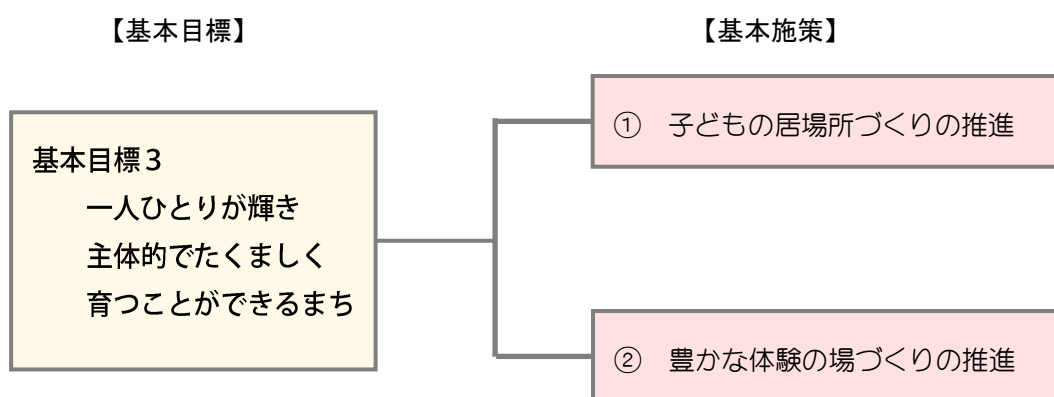 【基本目標】
【基本施策】
① 子どもの居場所づくりの推進
基本目標３
一人ひとりが輝き
主体的でたくましく
育つことができるまち
② 豊かな体験の場づくりの推進